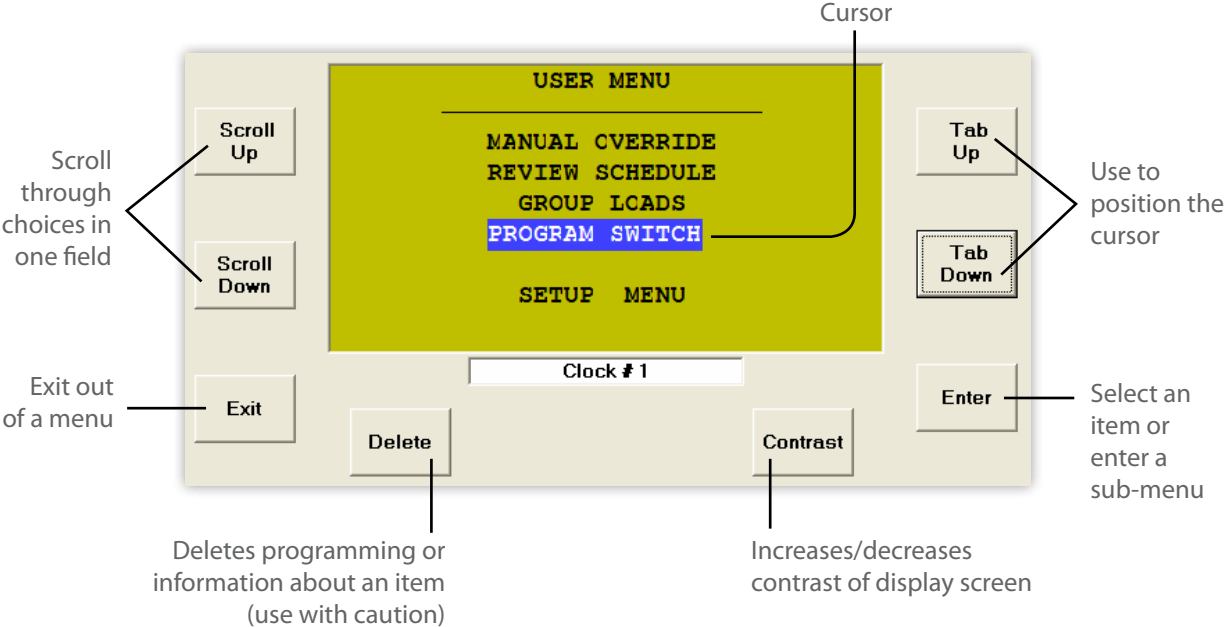 Cursor
USER MENU
MANUAL OVERRIDE
REVIEW SCHEDULE
GROUP LOADS
PROGRAM SWITCH
SETUP MENU
Clock # 1
Scroll
Up
Scroll
Down
Exit
Delete
Contrast
Tab
Up
Tab
Down
Enter
Scroll
through
choices in
one field
Exit out
of a menu
Use to
position the
cursor
Select an
item or
enter a
sub-menu
Deletes programming or
information about an item
(use with caution)
Increases/decreases
contrast of display screen